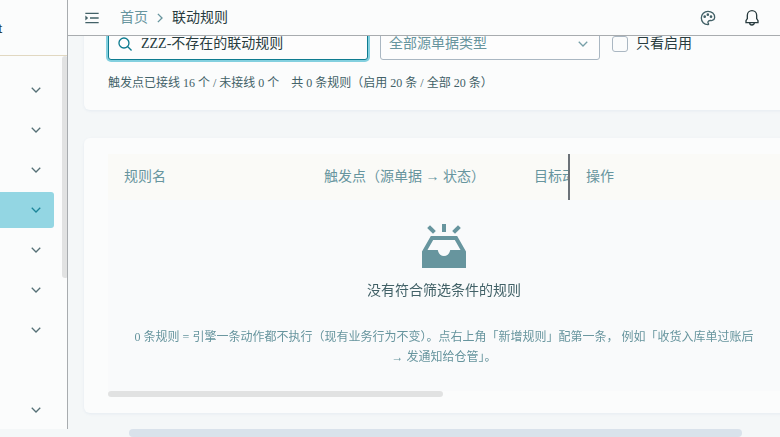 t
首页 > 联动规则
ZZZ-不存在的联动规则
全部源单据类型
只看启用
触发点已接线 16 个 / 未接线 0 个 共 0 条规则（启用 20 条 / 全部 20 条）
规则名 触发点（源单据 → 状态） 目标 操作
没有符合筛选条件的规则
0 条规则 = 引擎一条动作都不执行（现有业务行为不变）。点右上角「新增规则」配第一条， 例如「收货入库单过账后
→ 发通知给仓管」。